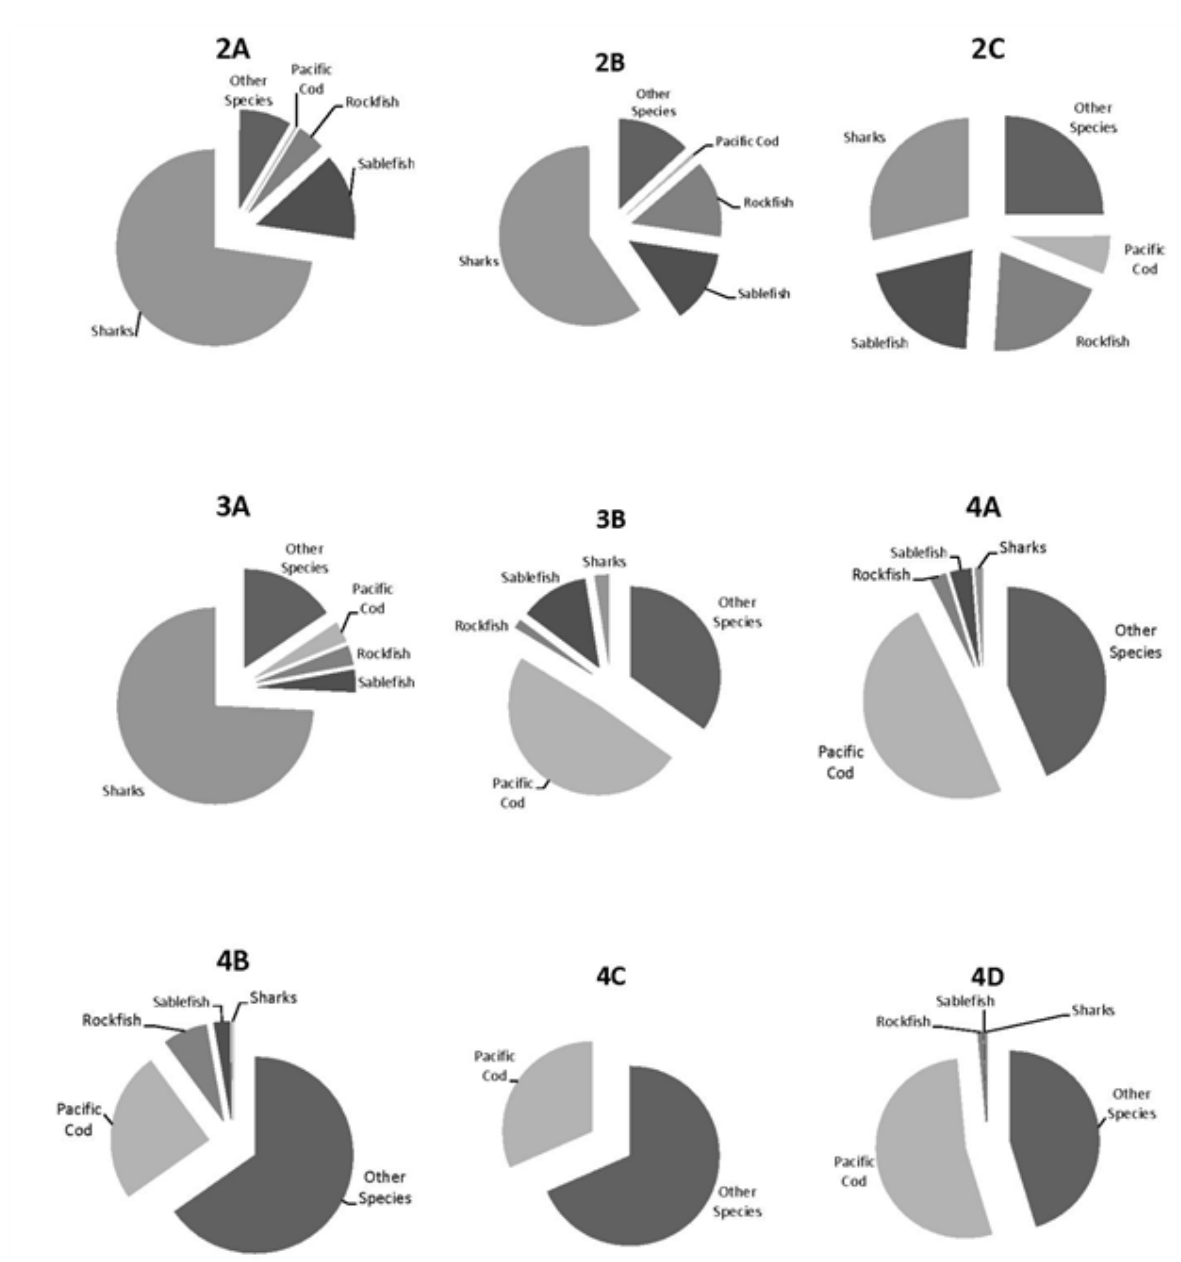 2A
Other
Species
Pacific
Cod
Rockfish
Sablefish
Sharks
2B
Other
Species
Pacific Cod
Rockfish
Sablefish
Sharks
2C
Other
Species
Pacific
Cod
Rockfish
Sablefish
Sharks
3A
Other
Species
Pacific
Cod
Rockfish
Sablefish
Sharks
3B
Sharks
Sablefish
Rockfish
Other
Species
Pacific
Cod
4A
Sharks
Sablefish
Rockfish
Other
Species
Pacific
Cod
4B
Sharks
Sablefish
Rockfish
Pacific
Cod
Other
Species
4C
Pacific
Cod
Other
Species
4D
Sablefish
Sharks
Rockfish
Other
Species
Pacific
Cod